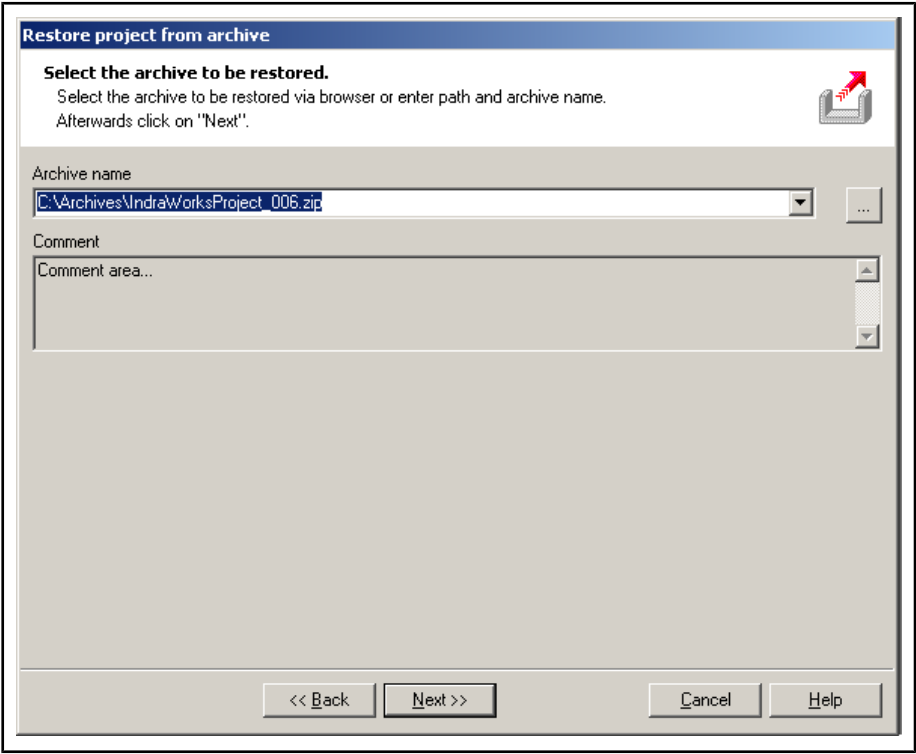 Restore project from archive
Select the archive to be restored.
Select the archive to be restored via browser or enter path and archive name.
Afterwards click on "Next".
Archive name
C:\Archives\IndraWorksProject_006.zip
...
Comment
Comment area...
<< Back
Next >>
Cancel
Help